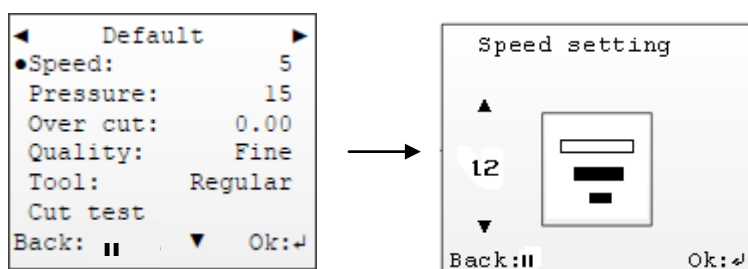 ◀ Default ▶
●Speed: 5
Pressure: 15
Over cut: 0.00
Quality: Fine
Tool: Regular
Cut test
Back: ⏸ ▼ Ok:↵
Speed setting
▲
12
▼
Back:⏸ Ok:↵